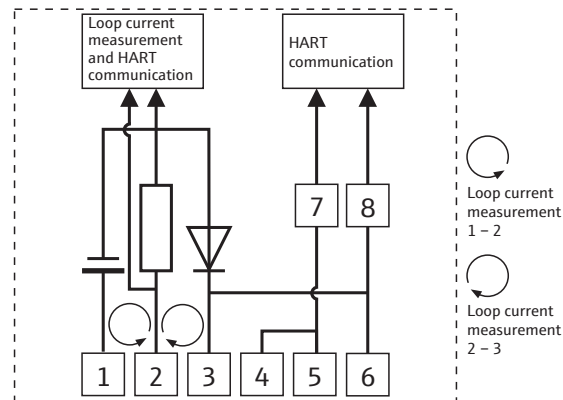 Loop current
measurement
and HART
communication
HART
communication
7
8
Loop current
measurement
1 – 2
Loop current
measurement
2 – 3
1
2
3
4
5
6